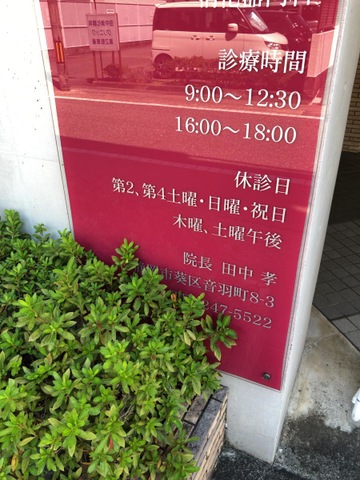 診療時間
9:00〜12:30
16:00〜18:00
休診日
第2、第4土曜・日曜・祝日
木曜、土曜午後
院長 田中 孝
市葵区音羽町8-3
247-5522